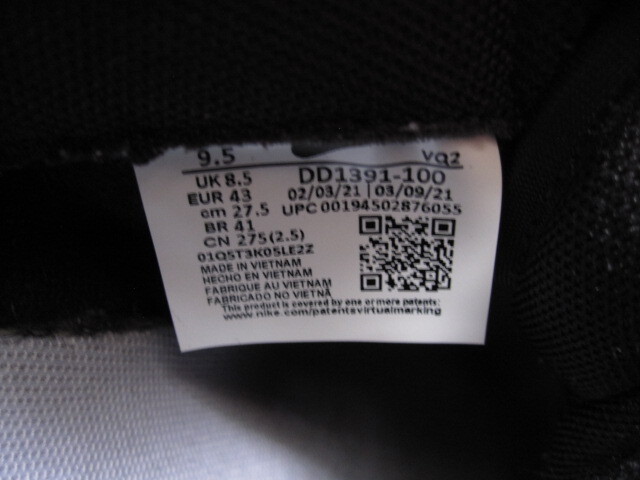 9.5 VQ2
UK 8.5 DD1391-100
EUR 43 02/03/21 | 03/09/21
cm 27.5 UPC 00194502876055
BR 41
CN 275(2.5)
01Q5T3K05LE2Z
MADE IN VIETNAM
HECHO EN VIETNAM
FABRIQUE AU VIETNAM
FABRICADO NO VIETNÃ
This product is covered by one or more patents:
www.nike.com/patentsvirtualmarking